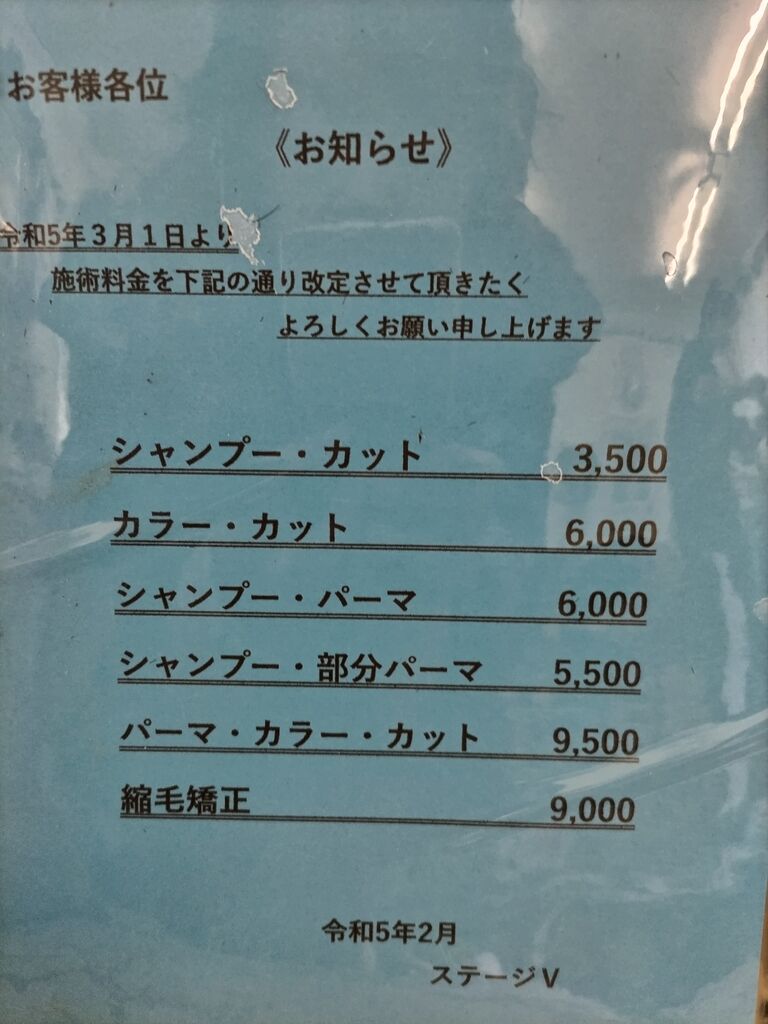 お客様各位
《お知らせ》
令和5年３月１日より
施術料金を下記の通り改定させて頂きたく
よろしくお願い申し上げます
シャンプー・カット 3,500
カラー・カット 6,000
シャンプー・パーマ 6,000
シャンプー・部分パーマ 5,500
パーマ・カラー・カット 9,500
縮毛矯正 9,000
令和5年2月
ステージＶ